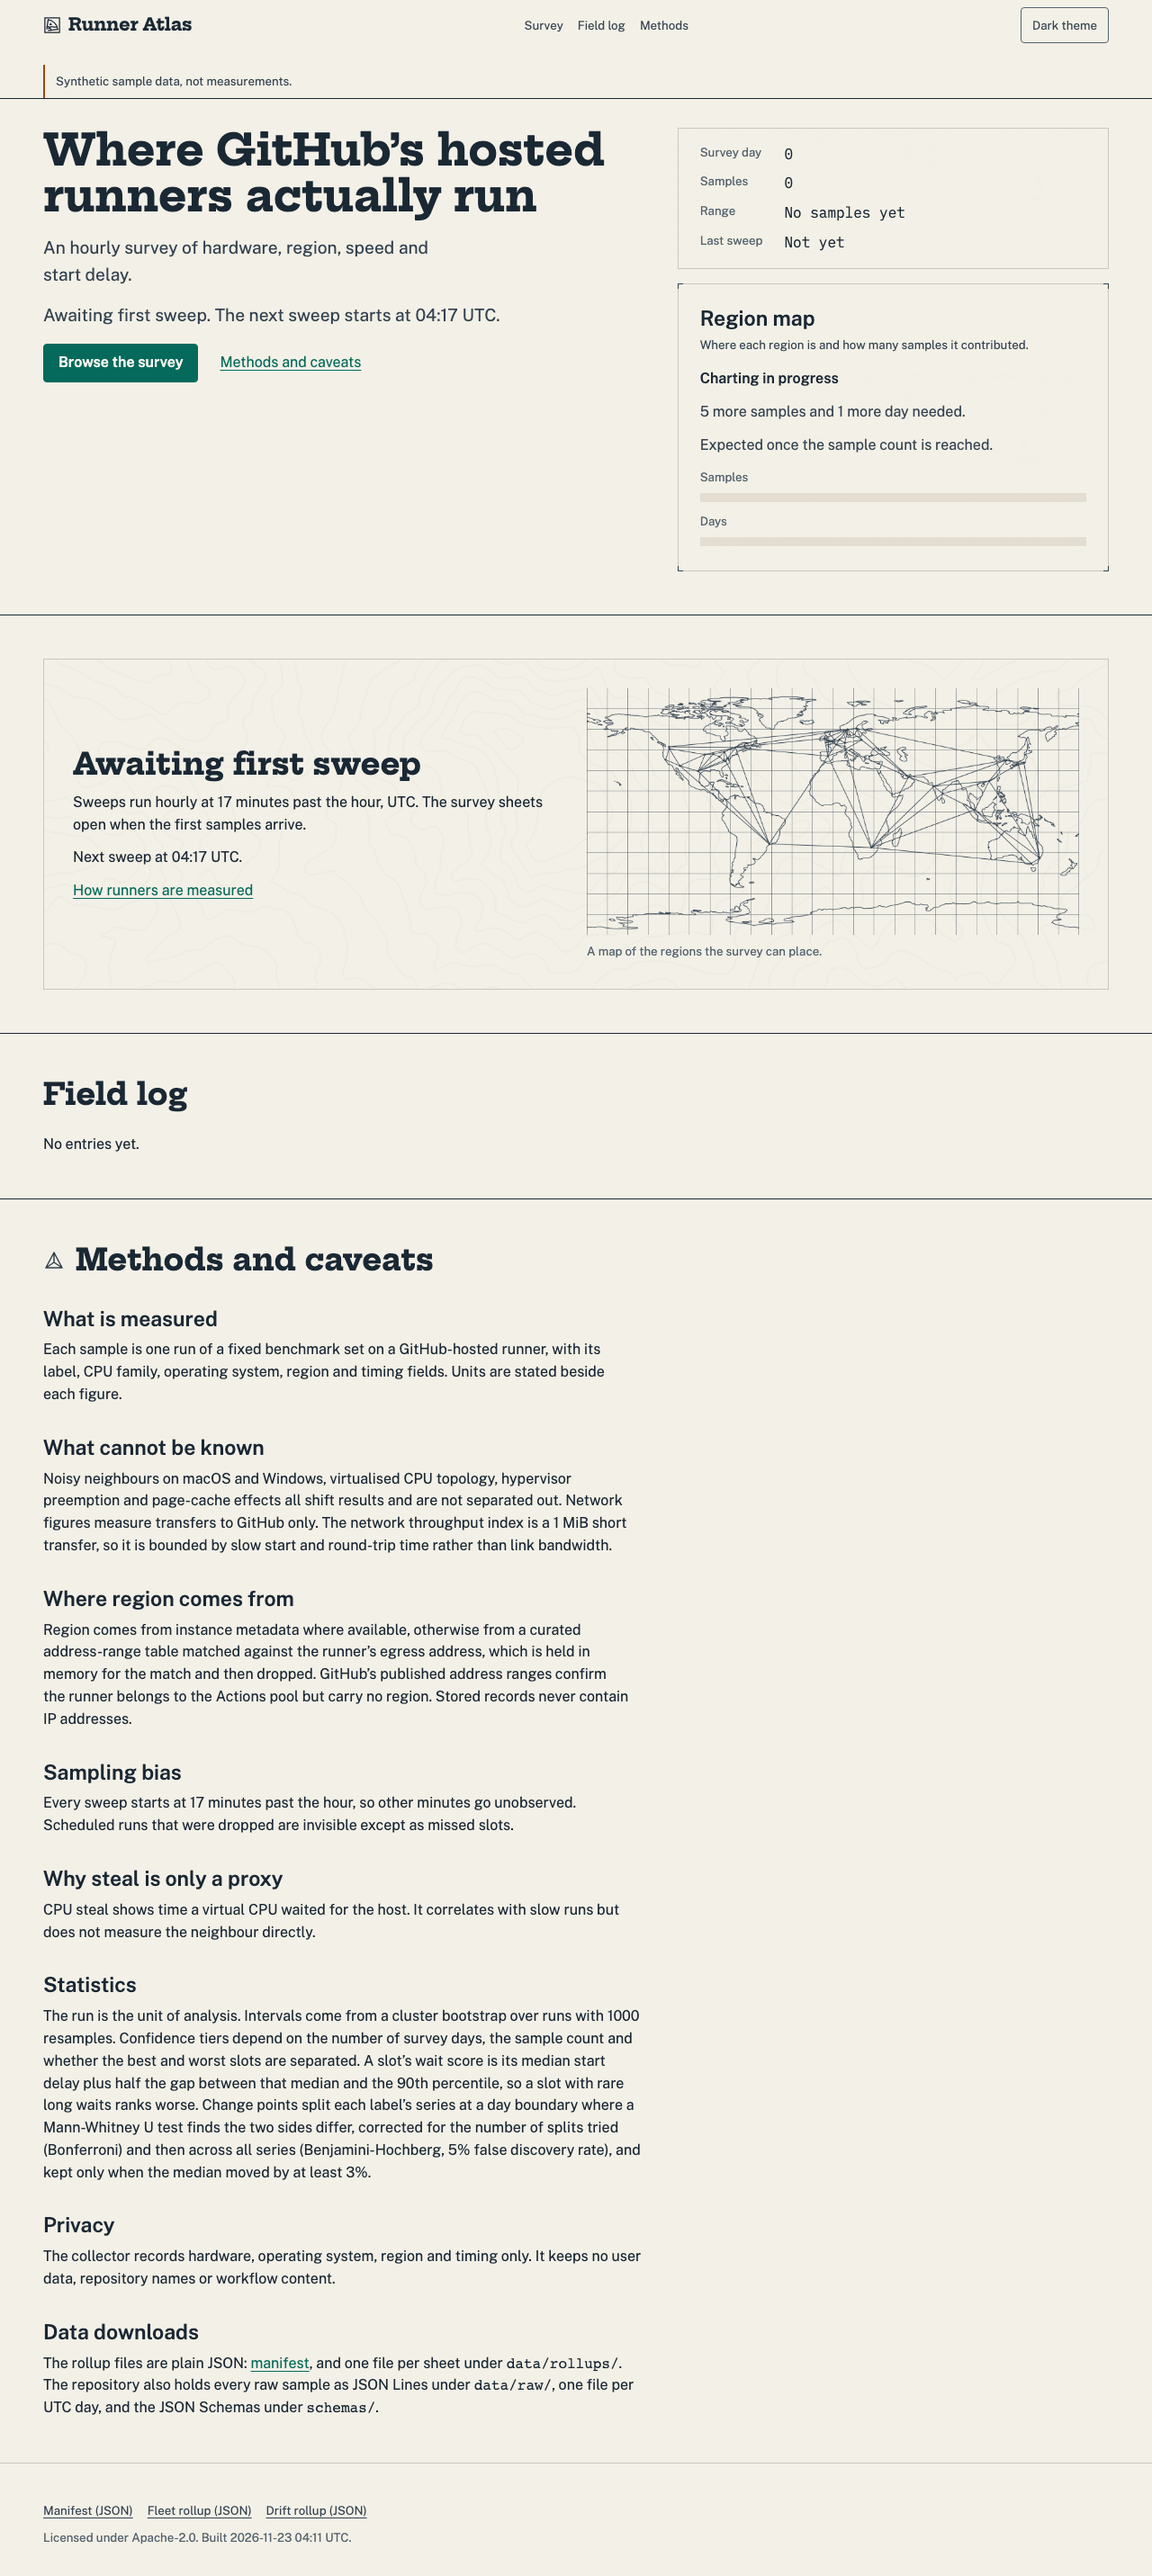 Runner Atlas
Survey
Field log
Methods
Dark theme
Synthetic sample data, not measurements.
Where GitHub’s hosted
runners actually run
An hourly survey of hardware, region, speed and
start delay.
Awaiting first sweep. The next sweep starts at 04:17 UTC.
Browse the survey
Methods and caveats
Survey day 0
Samples 0
Range No samples yet
Last sweep Not yet
Region map
Where each region is and how many samples it contributed.
Charting in progress
5 more samples and 1 more day needed.
Expected once the sample count is reached.
Samples
Days
Awaiting first sweep
Sweeps run hourly at 17 minutes past the hour, UTC. The survey sheets
open when the first samples arrive.
Next sweep at 04:17 UTC.
How runners are measured
A map of the regions the survey can place.
Field log
No entries yet.
Methods and caveats
What is measured
Each sample is one run of a fixed benchmark set on a GitHub-hosted runner, with its
label, CPU family, operating system, region and timing fields. Units are stated beside
each figure.
What cannot be known
Noisy neighbours on macOS and Windows, virtualised CPU topology, hypervisor
preemption and page-cache effects all shift results and are not separated out. Network
figures measure transfers to GitHub only. The network throughput index is a 1 MiB short
transfer, so it is bounded by slow start and round-trip time rather than link bandwidth.
Where region comes from
Region comes from instance metadata where available, otherwise from a curated
address-range table matched against the runner’s egress address, which is held in
memory for the match and then dropped. GitHub’s published address ranges confirm
the runner belongs to the Actions pool but carry no region. Stored records never contain
IP addresses.
Sampling bias
Every sweep starts at 17 minutes past the hour, so other minutes go unobserved.
Scheduled runs that were dropped are invisible except as missed slots.
Why steal is only a proxy
CPU steal shows time a virtual CPU waited for the host. It correlates with slow runs but
does not measure the neighbour directly.
Statistics
The run is the unit of analysis. Intervals come from a cluster bootstrap over runs with 1000
resamples. Confidence tiers depend on the number of survey days, the sample count and
whether the best and worst slots are separated. A slot’s wait score is its median start
delay plus half the gap between that median and the 90th percentile, so a slot with rare
long waits ranks worse. Change points split each label’s series at a day boundary where a
Mann-Whitney U test finds the two sides differ, corrected for the number of splits tried
(Bonferroni) and then across all series (Benjamini-Hochberg, 5% false discovery rate), and
kept only when the median moved by at least 3%.
Privacy
The collector records hardware, operating system, region and timing only. It keeps no user
data, repository names or workflow content.
Data downloads
The rollup files are plain JSON: manifest, and one file per sheet under data/rollups/.
The repository also holds every raw sample as JSON Lines under data/raw/, one file per
UTC day, and the JSON Schemas under schemas/.
Manifest (JSON)
Fleet rollup (JSON)
Drift rollup (JSON)
Licensed under Apache-2.0. Built 2026-11-23 04:11 UTC.